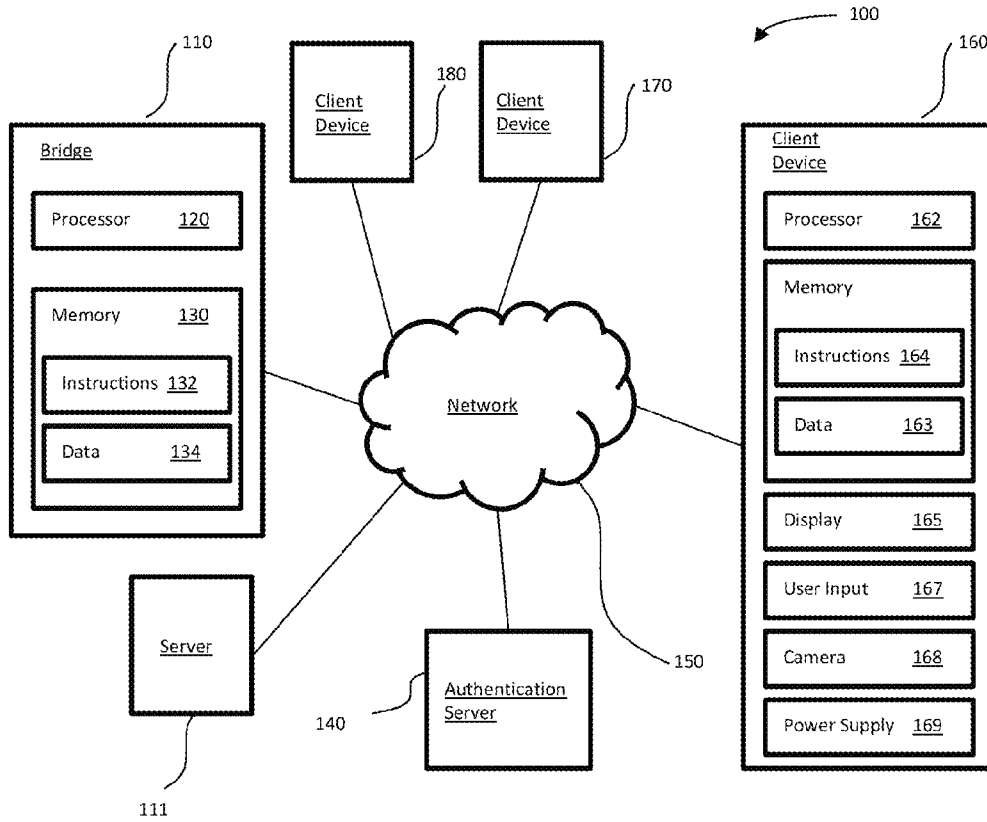 100
110
180
170
160
Client
Device
Client
Device
Bridge
Processor 120
Memory 130
Instructions 132
Data 134
Client
Device
Processor 162
Memory
Instructions 164
Data 163
Display 165
User Input 167
Camera 168
Power Supply 169
Network
Server
111
Authentication
Server
140
150